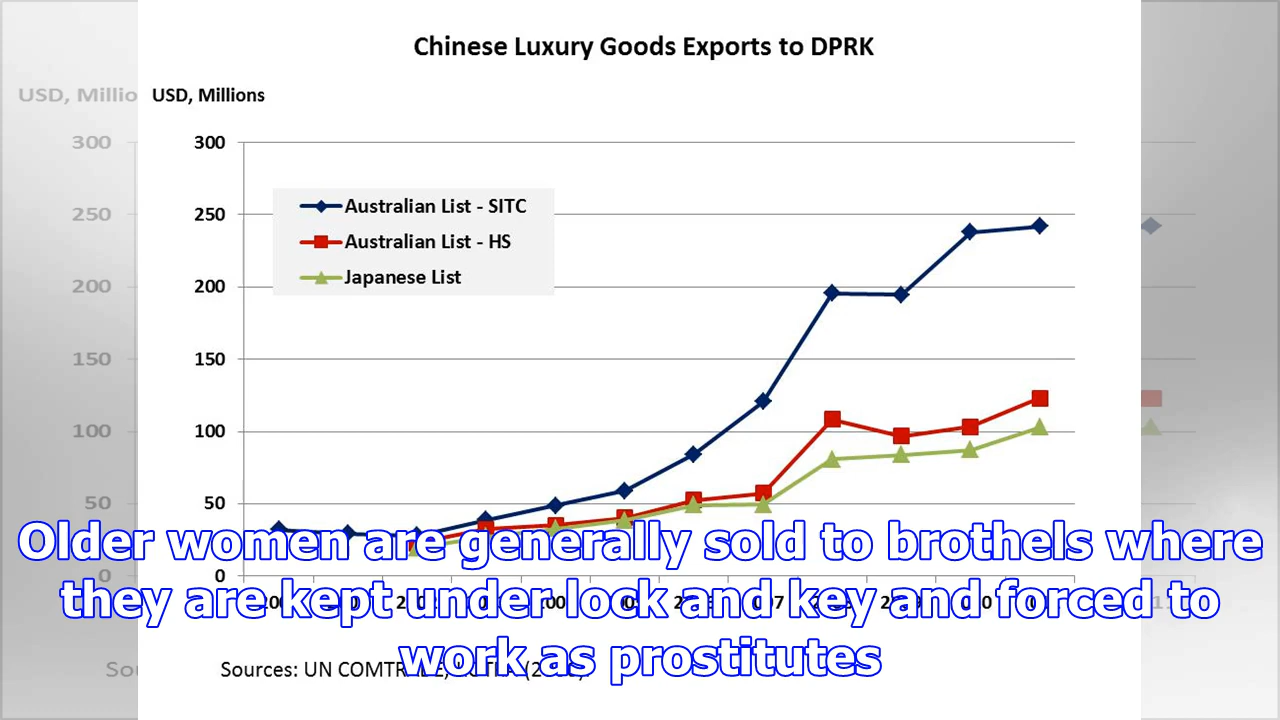 Chinese Luxury Goods Exports to DPRK
USD, Millio
USD, Millions
300
300
250
250
200
200
150
150
100
100
50
50
0
0
Australian List - SITC
Australian List - HS
Japanese List
Older women are generally sold to brothels where
they are kept under lock and key and forced to
work as prostitutes
Sources: UN